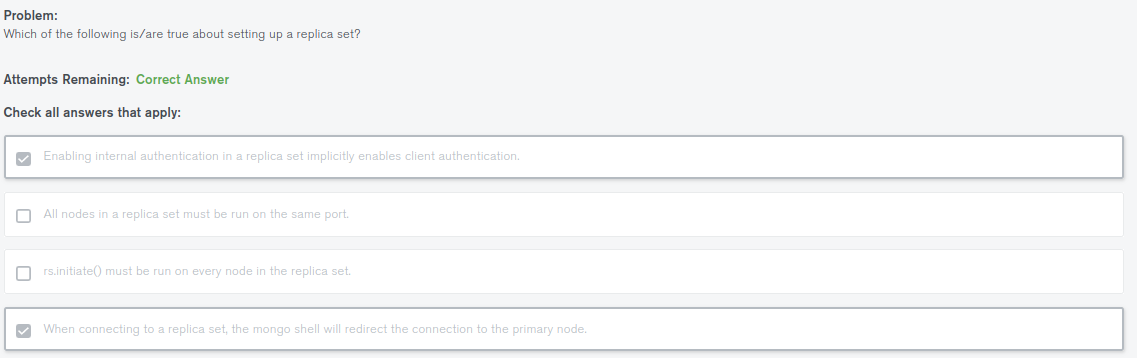 Problem:
Which of the following is/are true about setting up a replica set?
Attempts Remaining: Correct Answer
Check all answers that apply:
Enabling internal authentication in a replica set implicitly enables client authentication.
All nodes in a replica set must be run on the same port.
rs.initiate() must be run on every node in the replica set.
When connecting to a replica set, the mongo shell will redirect the connection to the primary node.